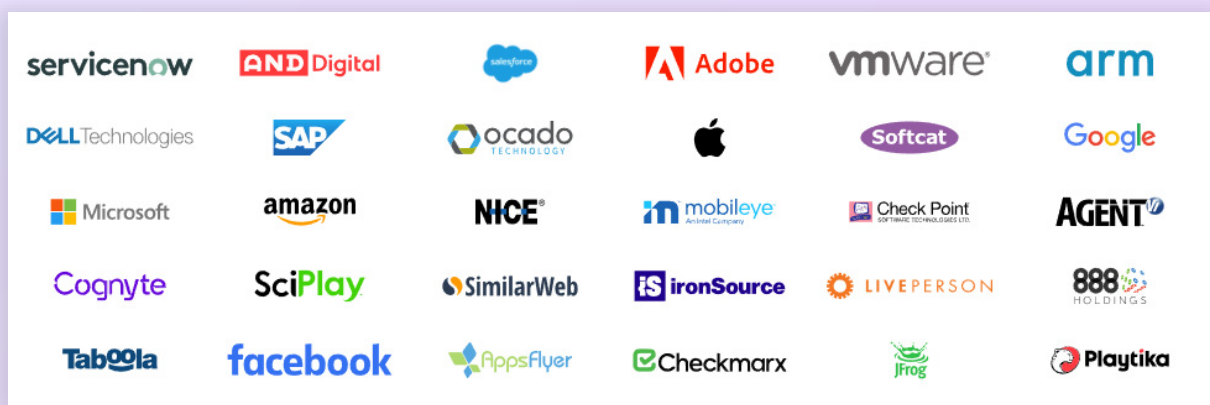 servicenow
AND Digital
salesforce
Adobe
vmware®
arm
DELL Technologies
SAP
ocado
TECHNOLOGY
Softcat
Google
Microsoft
amazon
NICE®
mobileye
An Intel Company
Check Point
SOFTWARE TECHNOLOGIES LTD.
AGENT VI
Cognyte
SciPlay
SimilarWeb
iS ironSource
LIVEPERSON
888
HOLDINGS
Taboola
facebook
AppsFlyer
Checkmarx
JFrog
Playtika